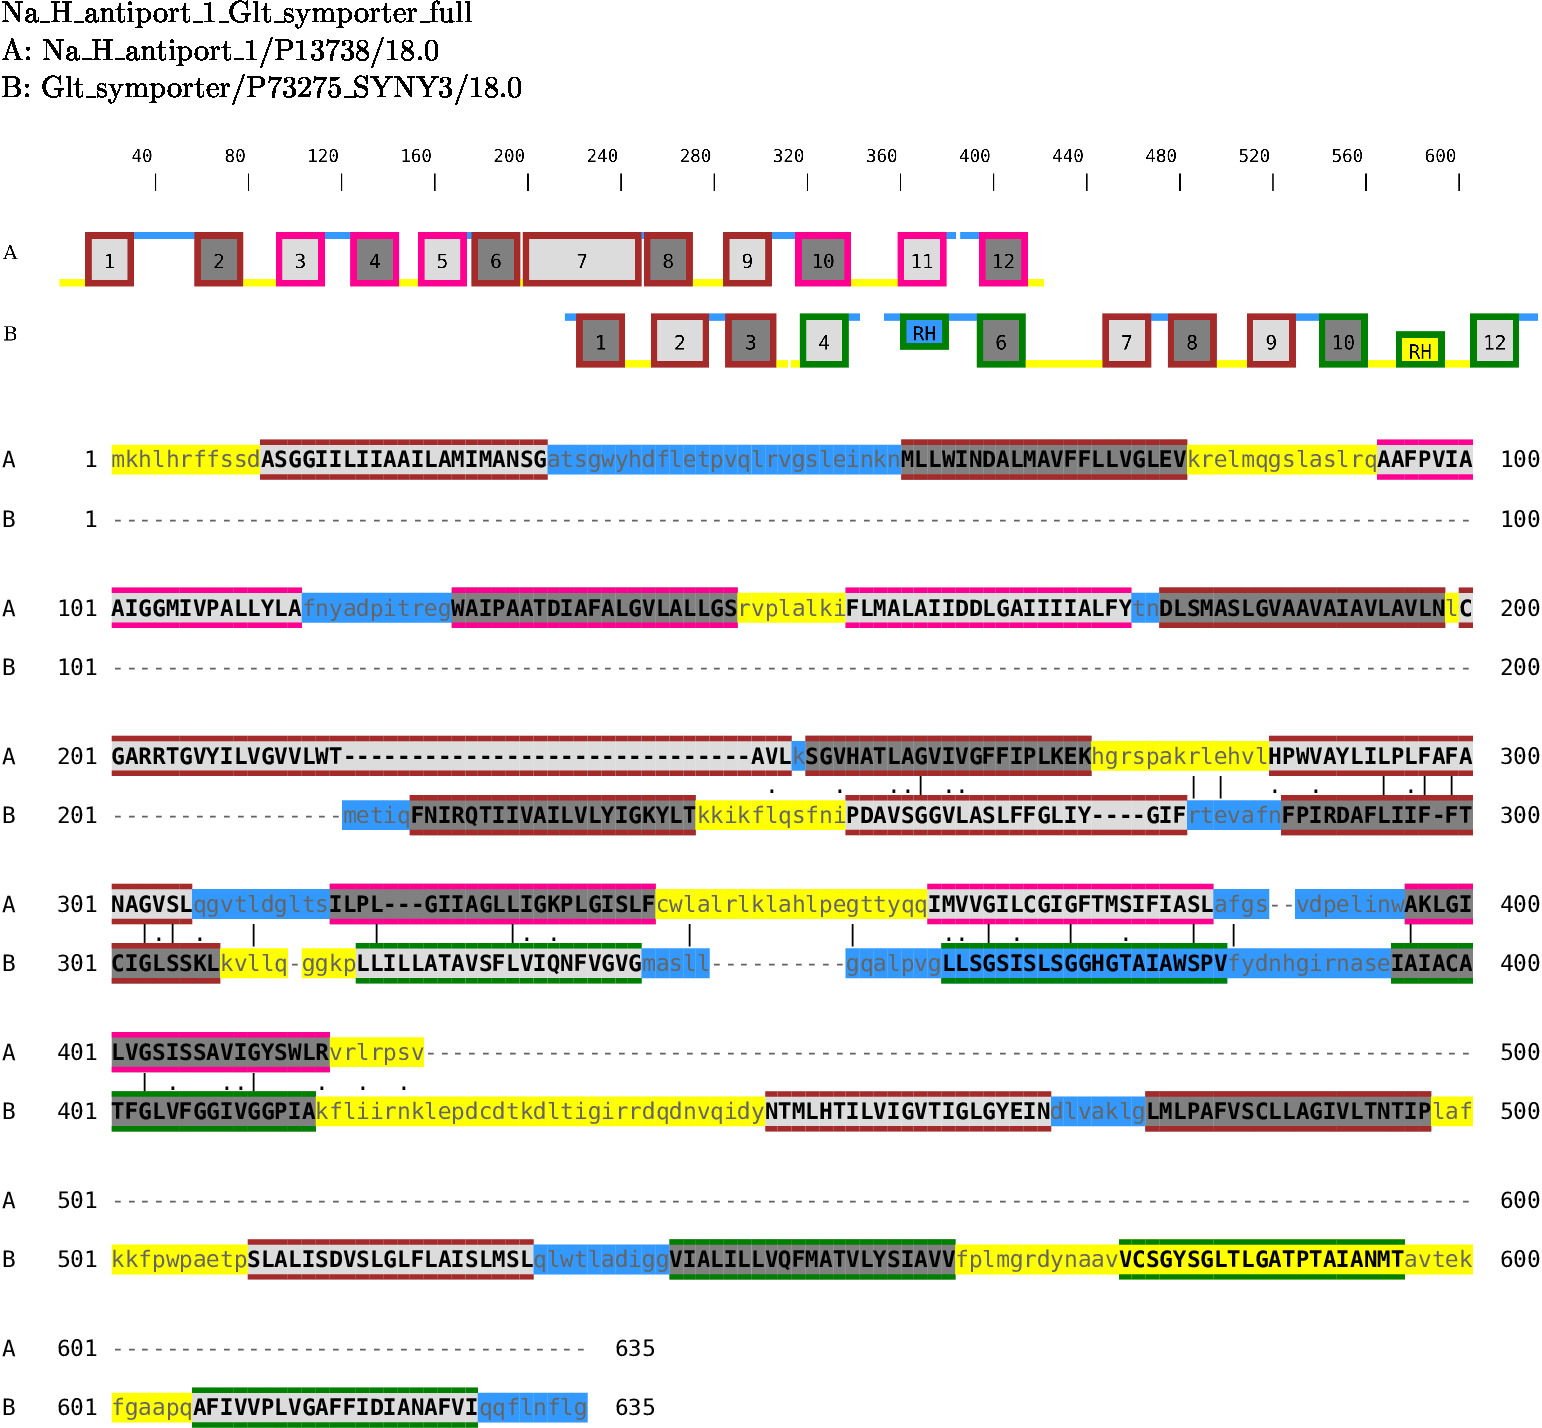 Na_H_antiport_1_Glt_symporter_full
A: Na_H_antiport_1/P13738/18.0
B: Glt_symporter/P73275_SYNY3/18.0
40 80 120 160 200 240 280 320 360 400 440 480 520 560 600
A 1 2 3 4 5 6 7 8 9 10 11 12
B 1 2 3 4 RH 6 7 8 9 10 RH 12
A 1 mkhlhrffssdASGGIILIIAAILAMIMANSGatsgwyhdfletpvqlrvgsleinknMLLWINDALMAVFFLLVGLEVkrelmqgslaslrqAAFPVIA 100
B 1 ---------------------------------------------------------------------------------------------------- 100
A 101 AIGGMIVPALLYLAfnyadpitregWAIPAATDIAFALGVLALLGSrvplalkiFLMALAIIDDLGAIIIIALFYtnDLSMASLGVAAVAIAVLAVLNlC 200
B 101 ---------------------------------------------------------------------------------------------------- 200
A 201 GARRTGVYILVGVVLWT------------------------------AVLkSGVHATLAGVIVGFFIPLKEKhgrspakrlehvlHPWVAYLILPLFAFA 300
B 201 -----------------metiqFNIRQTIIVAILVLYIGKYLTkkikflqsfniPDAVSGGVLASLFFGLIY----GIFrtevafnFPIRDAFLIIF-FT 300
A 301 NAGVSLqgvtldgltsILPL---GIIAGLLIGKPLGISLFcwlalrlklahlpegttyqqIMVVGILCGIGFTMSIFIASLafgs--vdpelinwAKLGI 400
B 301 CIGLSSKLkvllq-ggkpLLILLATAVSFLVIQNFVGVGmasll----------gqalpvgLLSGSISLSGGHGTAIAWSPVfydnhgirnaseIAIACA 400
A 401 LVGSISSAVIGYSWLRvrlrpsv----------------------------------------------------------------------------- 500
B 401 TFGLVFGGIVGGPIAkfliirnklepdcdtkdltigirrdqdnvqidyNTMLHTILVIGVTIGLGYEINdlvaklgLMLPAFVSCLLAGIVLTNTIPlaf 500
A 501 ---------------------------------------------------------------------------------------------------- 600
B 501 kkfpwpaetpSLALISDVSLGLFLAISLMSLqlwtladiggVIALILLVQFMATVLYSIAVVfplmgrdynaavVCSGYSGLTLGATPTAIANMTavtek 600
A 601 ----------------------------------- 635
B 601 fgaapqAFIVVPLVGAFFIDIANAFVIqqflnflg 635